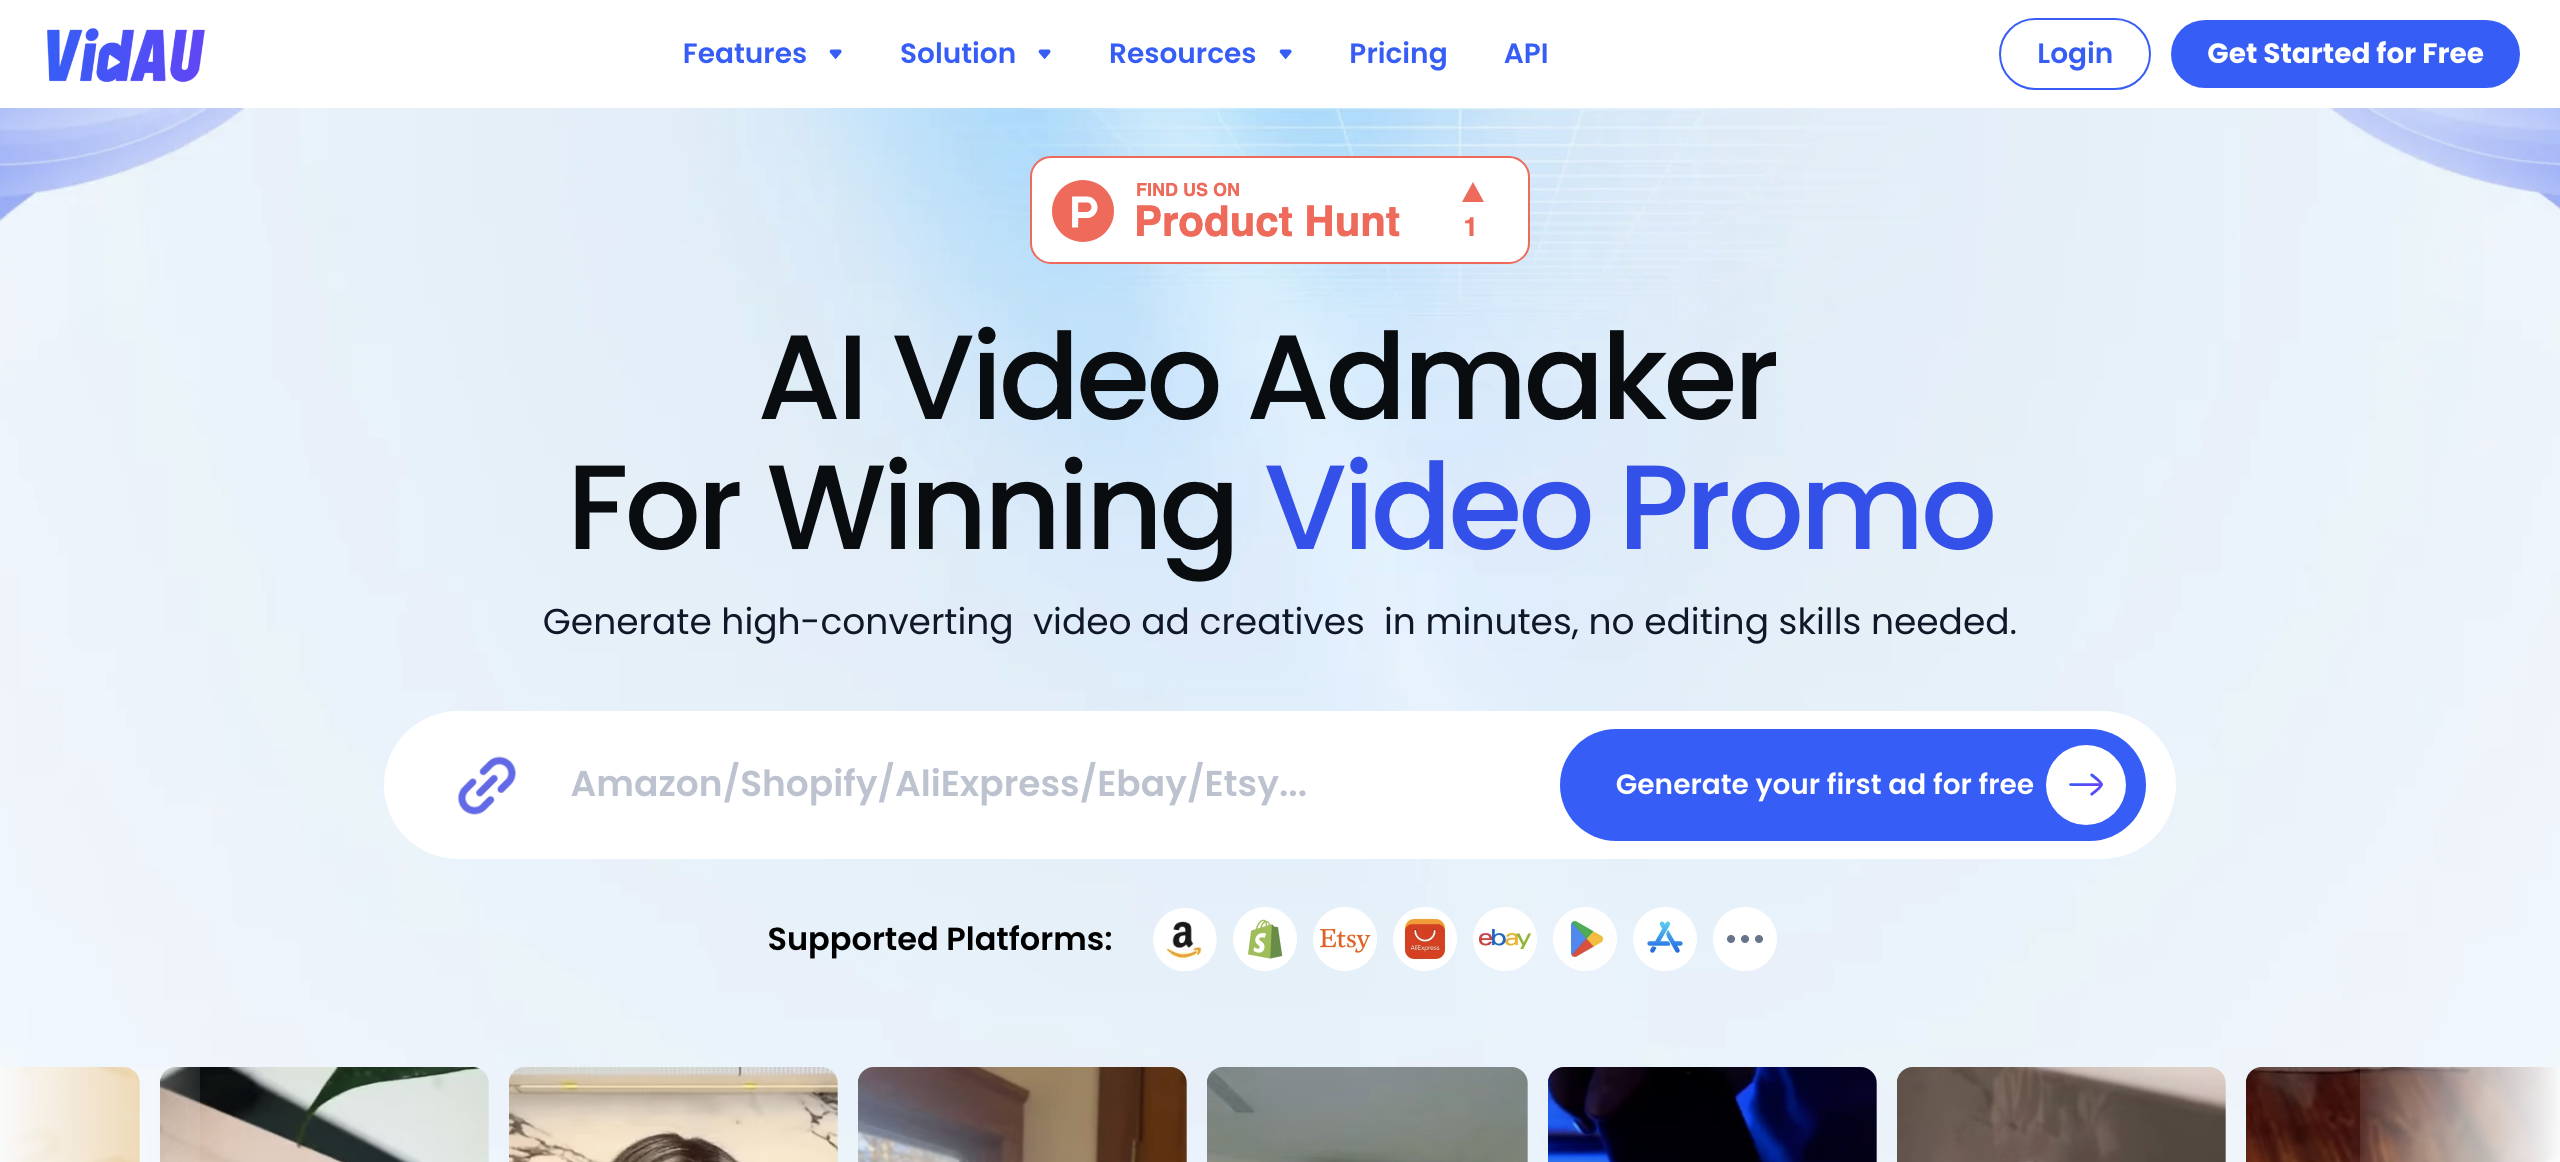 VidAU
Features Solution Resources Pricing API
Login
Get Started for Free
FIND US ON
Product Hunt
1
AI Video Admaker
For Winning Video Promo
Generate high-converting video ad creatives in minutes, no editing skills needed.
Amazon/Shopify/AliExpress/Ebay/Etsy...
Generate your first ad for free
Supported Platforms:
Etsy
AliExpress
ebay